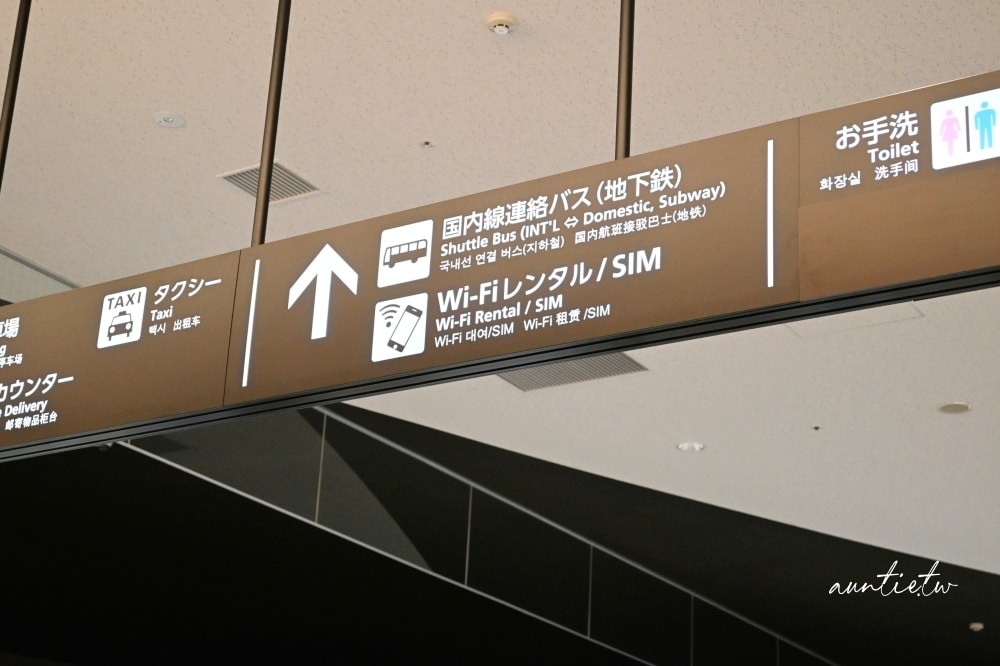 場
g
停车场
カウンター
Delivery
邮寄物品柜台
TAXI
タクシー
Taxi
택시 出租车
国内線連絡バス(地下鉄)
Shuttle Bus (INT'L ⇔ Domestic, Subway)
국내선 연결 버스(지하철) 国内航班接驳巴士(地铁)
Wi-Fiレンタル/SIM
Wi-Fi Rental / SIM
Wi-Fi 대여/SIM Wi-Fi 租赁/SIM
お手洗
Toilet
화장실 洗手间
auntie.tw